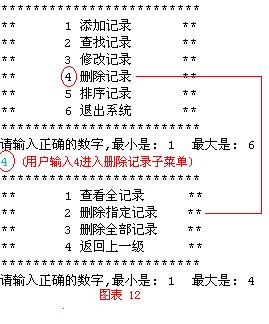 * * * * * * * * * * * * * * * * * * * * * * * * *
** 1 添加记录 **
** 2 查找记录 **
** 3 修改记录 **
** 4 删除记录 **
** 5 排序记录 **
** 6 退出系统 **
* * * * * * * * * * * * * * * * * * * * * * * * *
请输入正确的数字,最小是: 1 最大是: 6
4 (用户输入4进入删除记录子菜单)
* * * * * * * * * * * * * * * * * * * * * * * * *
** 1 查看全记录 **
** 2 删除指定记录 **
** 3 删除全部记录 **
** 4 返回上一级 **
* * * * * * * * * * * * * * * * * * * * * * * * *
请输入正确的数字,最小是: 1 最大是: 4
图表 12